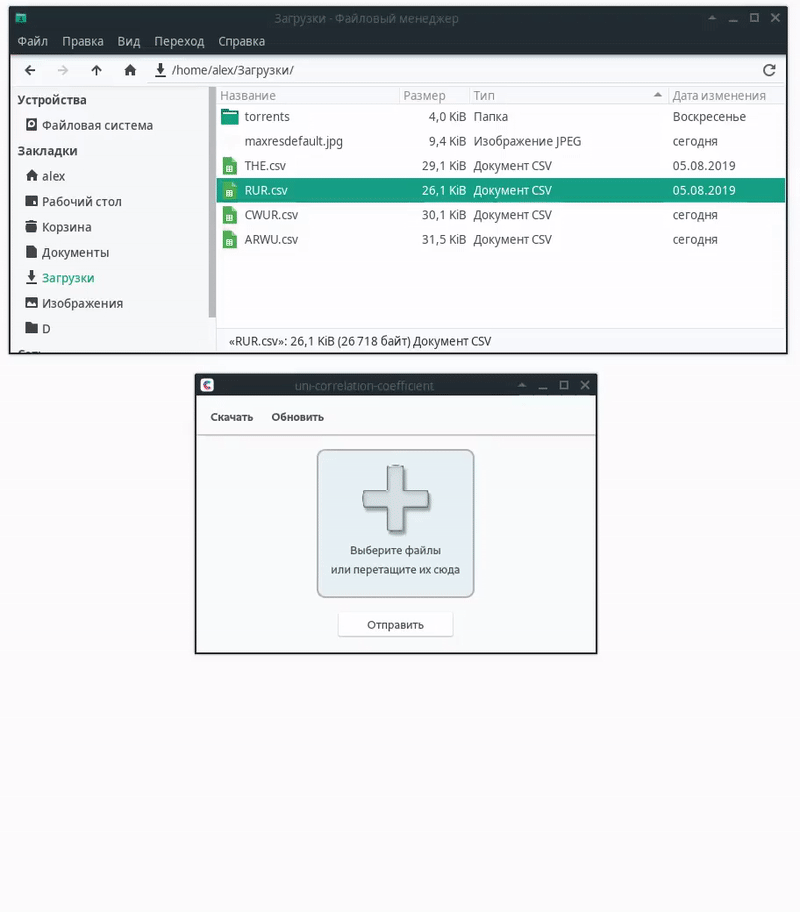 Загрузки - Файловый менеджер
Файл Правка Вид Переход Справка
/home/alex/Загрузки/
Устройства
Файловая система
Закладки
alex
Рабочий стол
Корзина
Документы
Загрузки
Изображения
D
Название Размер Тип Дата изменения
torrents 4,0 KiB Папка Воскресенье
maxresdefault.jpg 9,4 KiB Изображение JPEG сегодня
THE.csv 29,1 KiB Документ CSV 05.08.2019
RUR.csv 26,1 KiB Документ CSV 05.08.2019
CWUR.csv 30,1 KiB Документ CSV сегодня
ARWU.csv 31,5 KiB Документ CSV сегодня
«RUR.csv»: 26,1 KiB (26 718 байт) Документ CSV
uni-correlation-coefficient
Скачать Обновить
Выберите файлы
или перетащите их сюда
Отправить